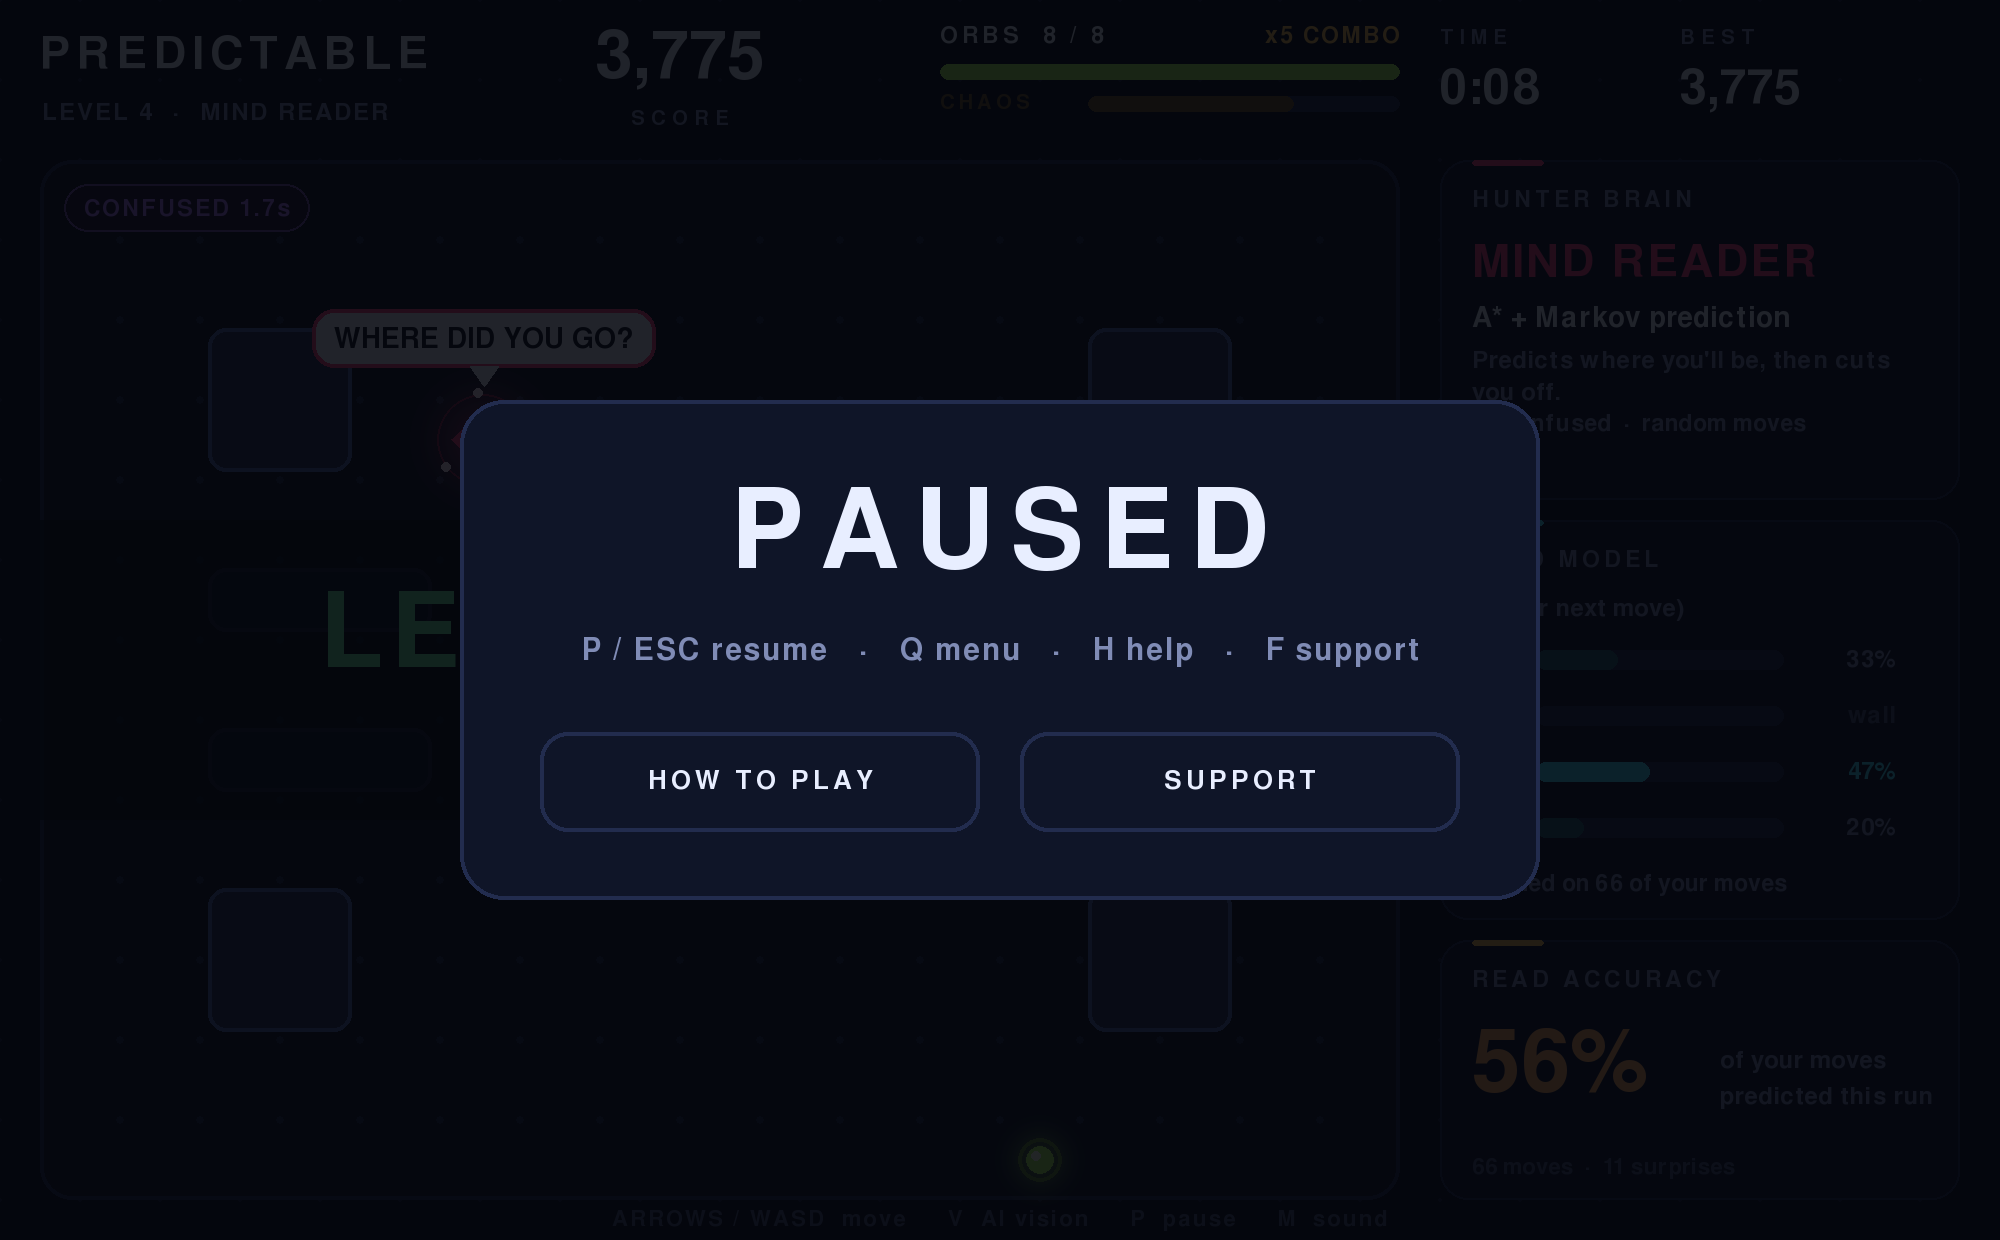 PREDICTABLE
LEVEL 4 · MIND READER
3,775
SCORE
ORBS 8 / 8
x5 COMBO
CHAOS
TIME
0:08
BEST
3,775
CONFUSED 1.7s
WHERE DID YOU GO?
LE
PAUSED
P / ESC resume · Q menu · H help · F support
HOW TO PLAY
SUPPORT
HUNTER BRAIN
MIND READER
A* + Markov prediction
Predicts where you'll be, then cuts
you off.
nfused · random moves
MODEL
r next move)
33%
wall
47%
20%
ed on 66 of your moves
READ ACCURACY
56%
of your moves
predicted this run
66 moves · 11 surprises
ARROWS / WASD move V AI vision P pause M sound